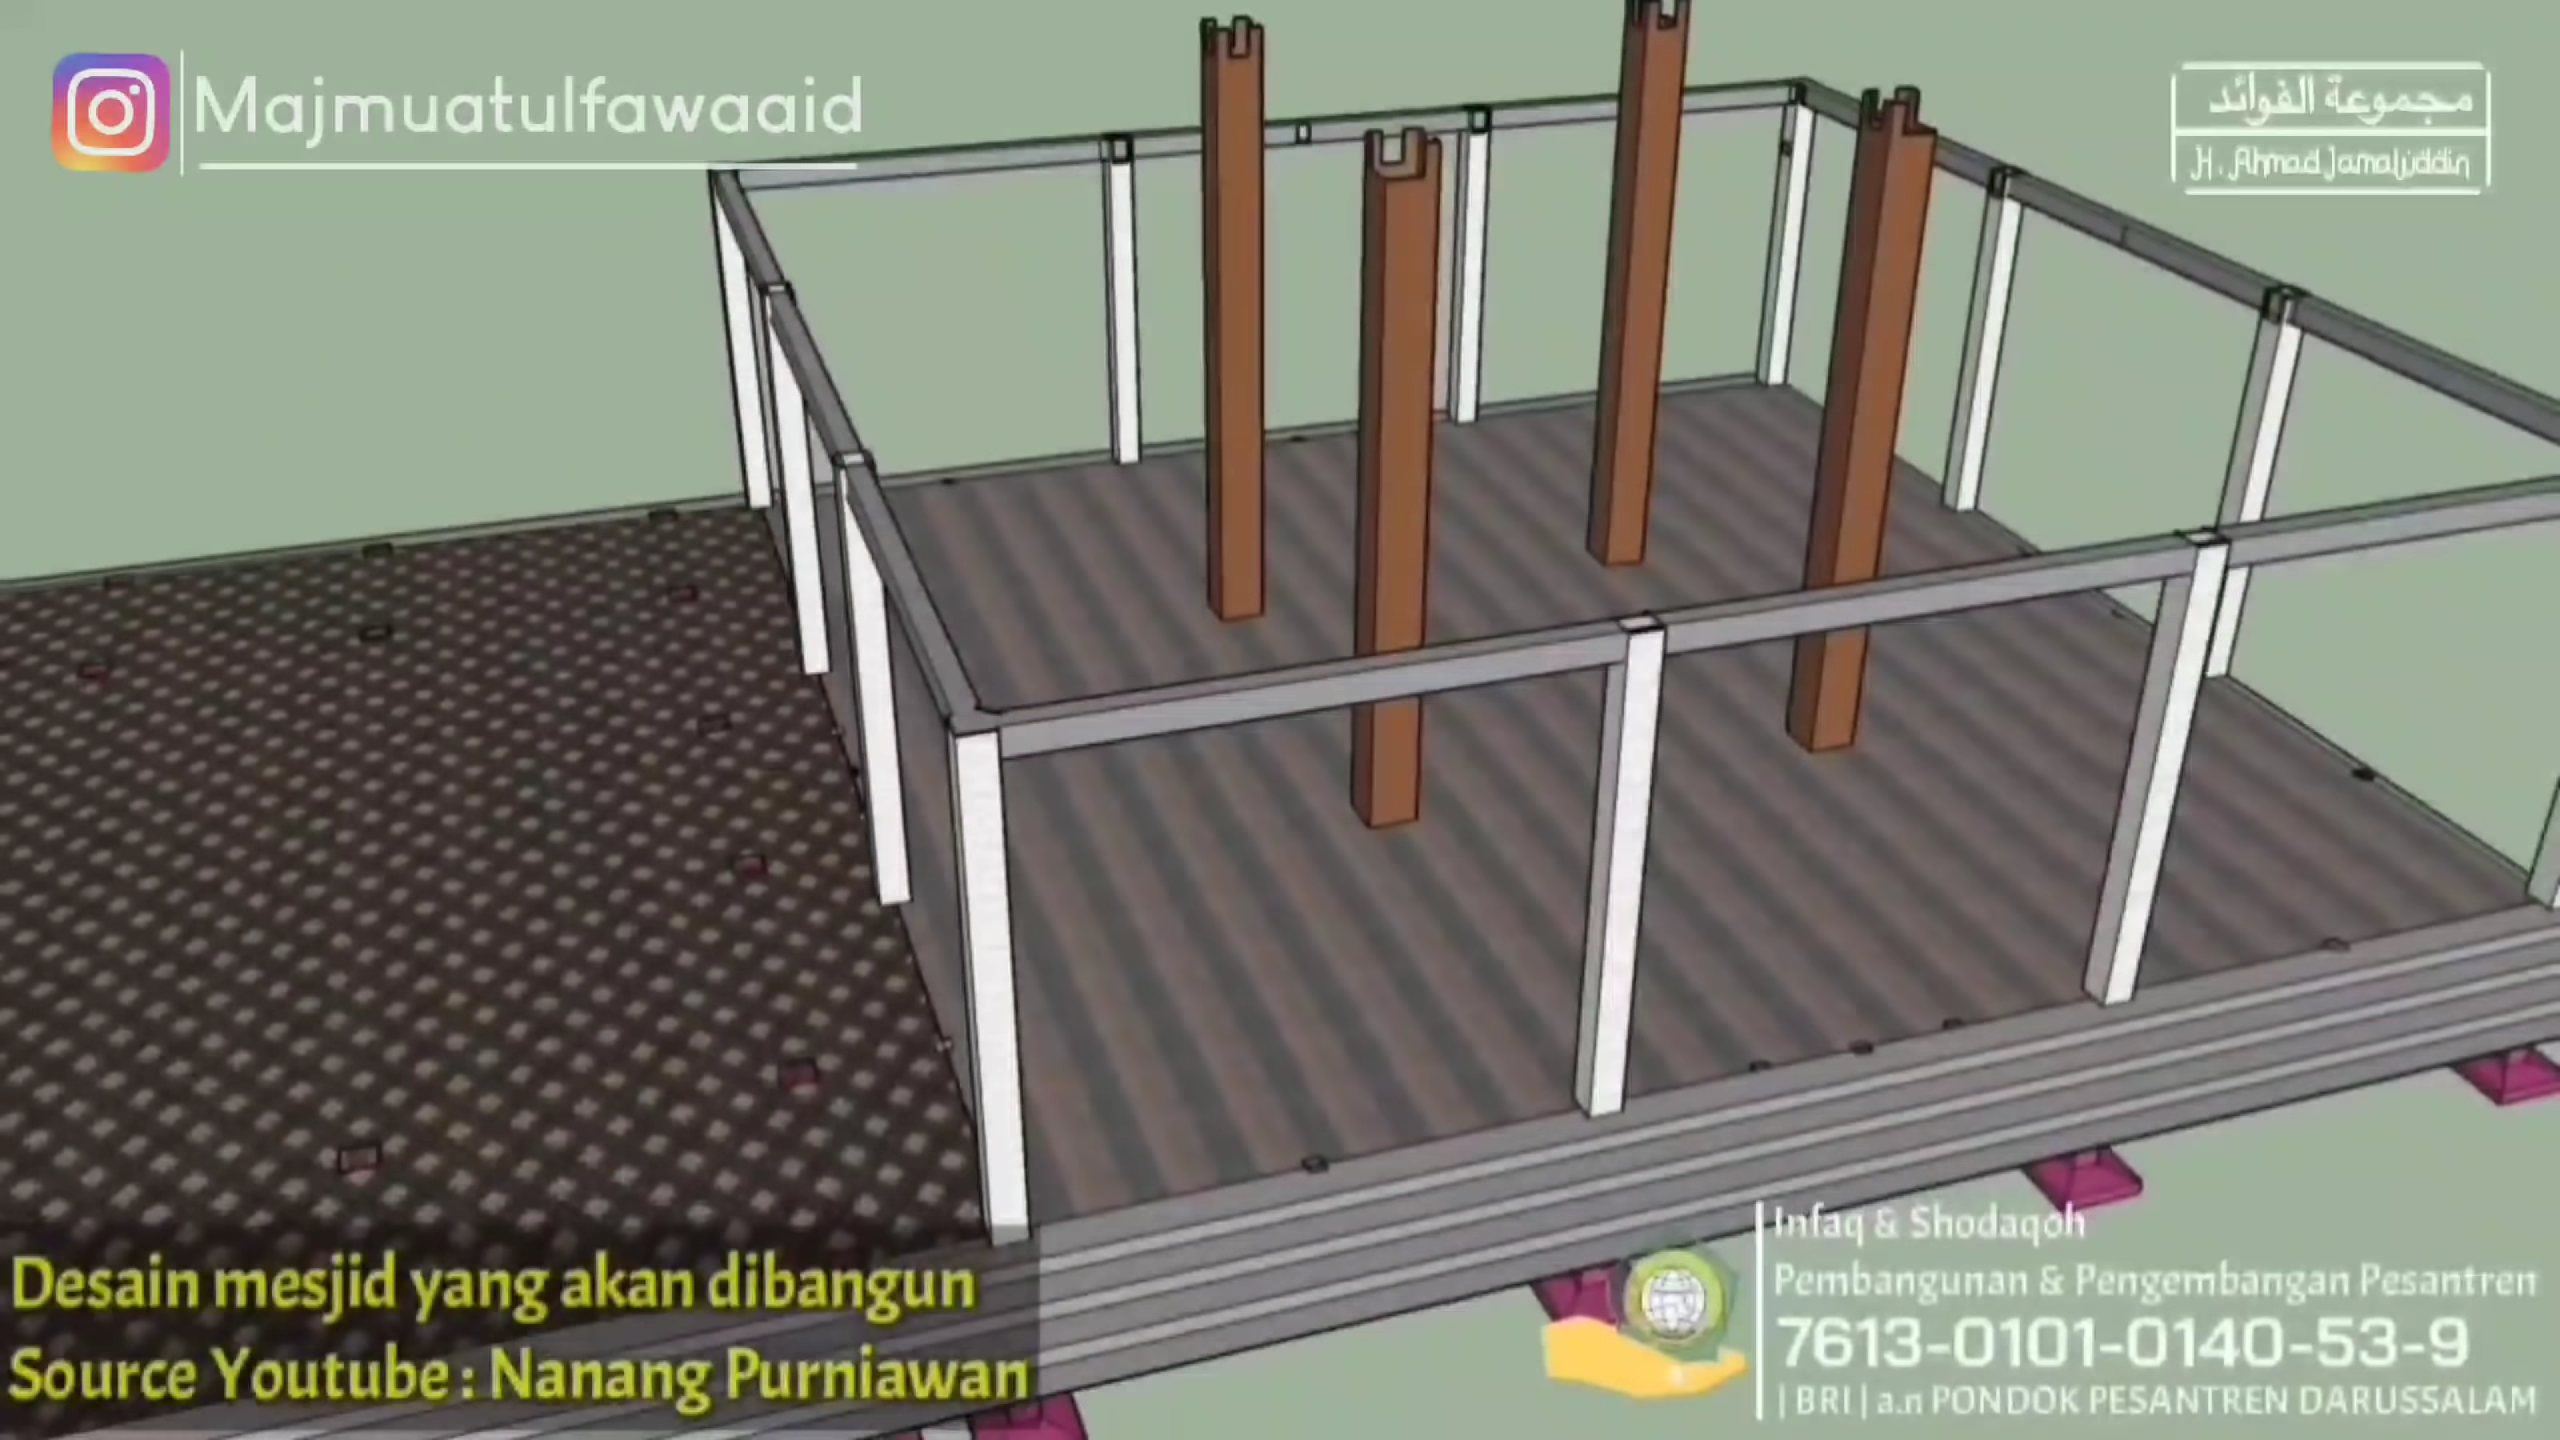 Majmuatulfawaaid
مجموعة الفوائد
H. Ahmad Jamaluddin
Desain mesjid yang akan dibangun
Source Youtube : Nanang Purniawan
Infaq & Shodaqoh
Pembangunan & Pengembangan Pesantren
7613-0101-0140-53-9
| BRI | a.n PONDOK PESANTREN DARUSSALAM